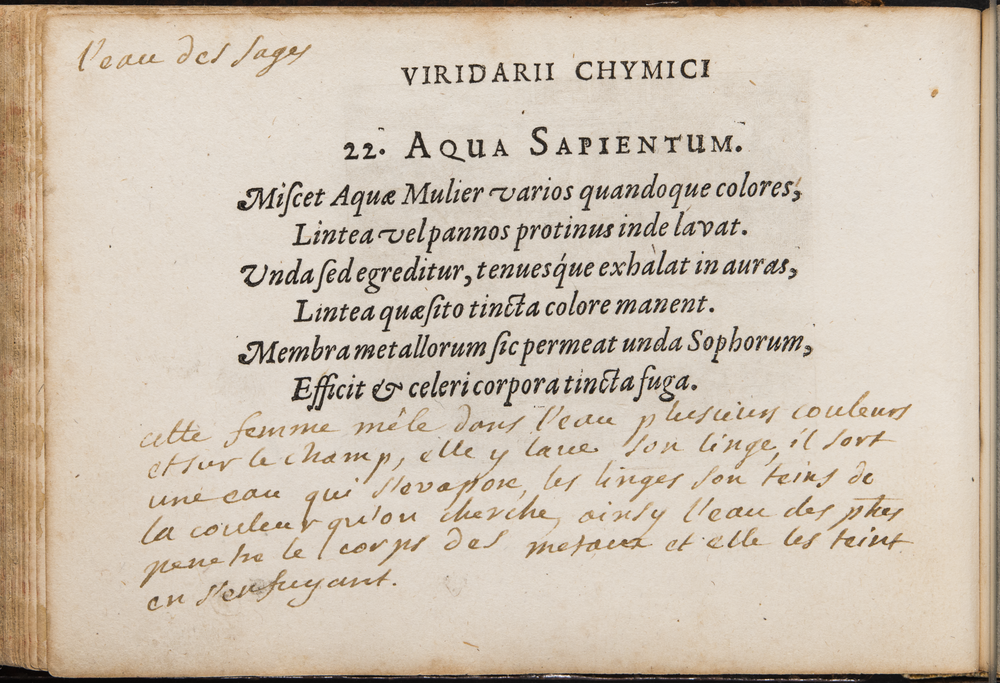 l'eau des sages
VIRIDARII CHYMICI
22. AQUA SAPIENTUM.
Miſcet Aquæ Mulier varios quandoque colores,
Lintea vel pannos protinus inde lavat.
Unda ſed egreditur, tenuesq́ue exhalat in auras,
Lintea quæſito tincta colore manent.
Membra metallorum ſic permeat unda Sophorum,
Efficit & celeri corpora tincta fuga.
cette femme mêle dans l'eau plusieurs couleurs
et sur le champ, elle y lave son linge, il sort
une eau qui s'evapore, les linges son teins de
la couleur qu'on cherche, ainsy l'eau des phes
penetre le corps des metaux et elle les teint
en s'enfuyant.